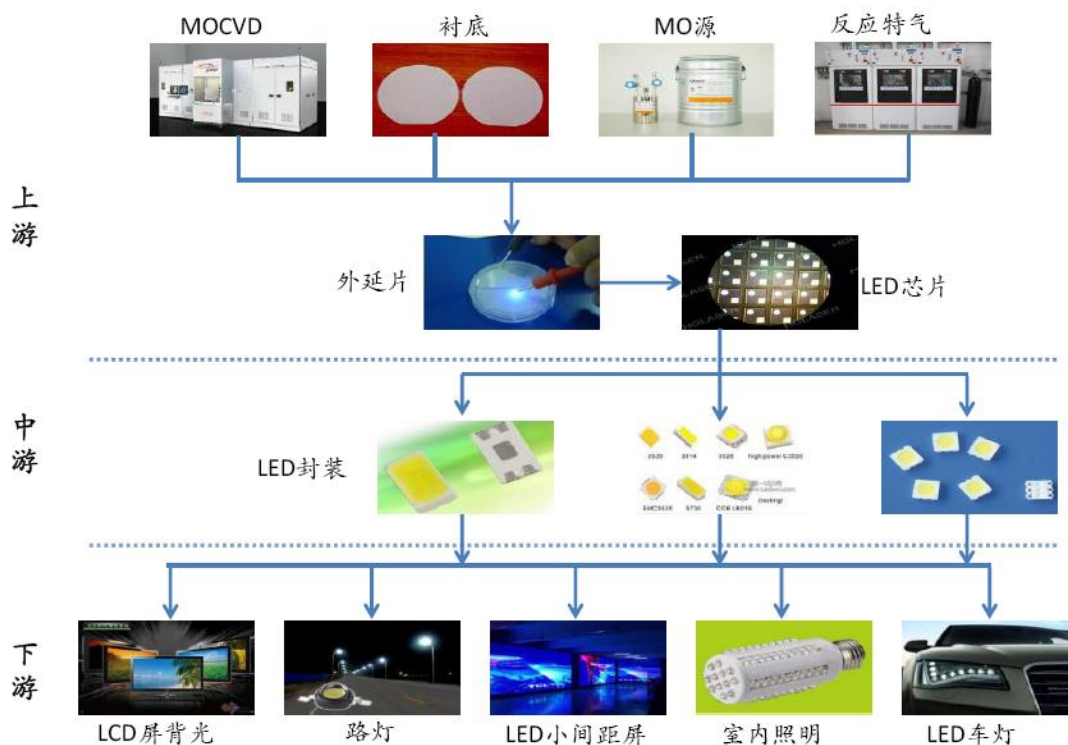 MOCVD
衬底
MO源
反应特气
上游
外延片
LED芯片
中游
LED封装
下游
LCD屏背光
路灯
LED小间距屏
室内照明
LED车灯